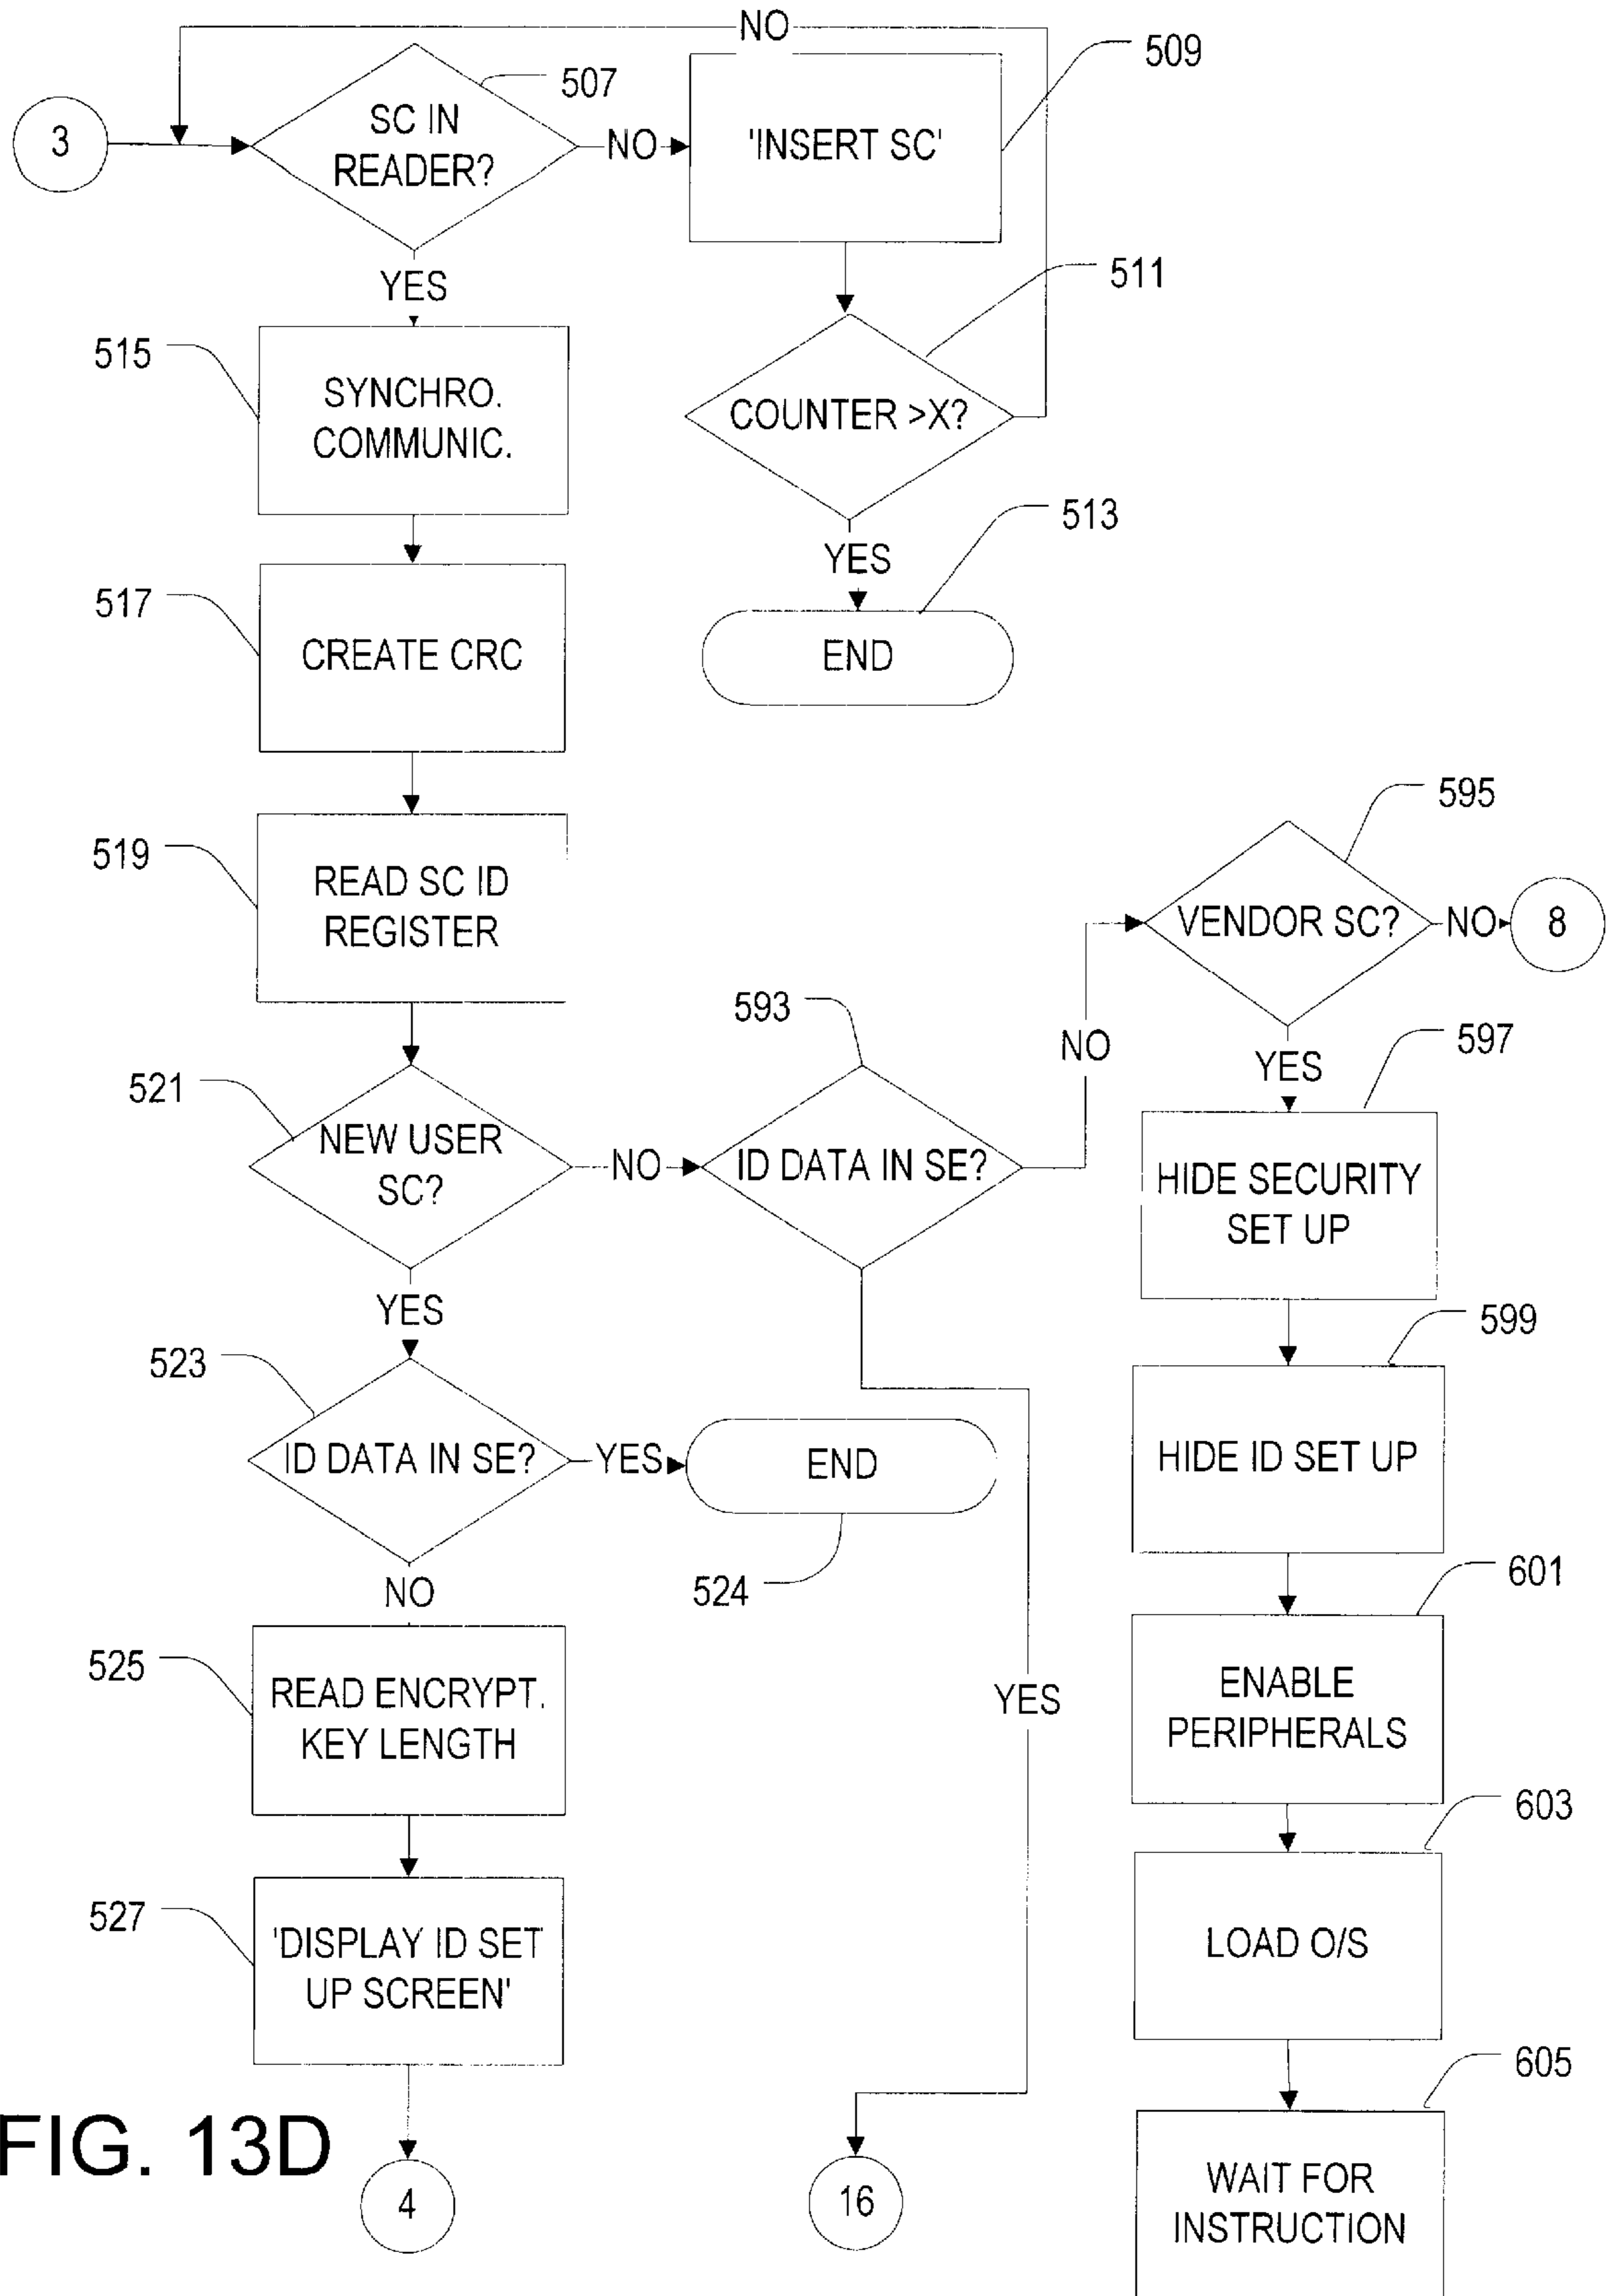 NO
509
507
3
SC IN
READER?
NO
'INSERT SC'
YES
511
515
SYNCHRO.
COMMUNIC.
COUNTER >X?
513
YES
517
CREATE CRC
END
595
519
READ SC ID
REGISTER
VENDOR SC?
NO
8
593
NO
597
521
YES
NEW USER
SC?
NO
ID DATA IN SE?
HIDE SECURITY
SET UP
YES
599
523
ID DATA IN SE?
YES
END
HIDE ID SET UP
524
NO
601
525
READ ENCRYPT.
KEY LENGTH
YES
ENABLE
PERIPHERALS
603
527
'DISPLAY ID SET
UP SCREEN'
LOAD O/S
605
FIG. 13D
4
16
WAIT FOR
INSTRUCTION